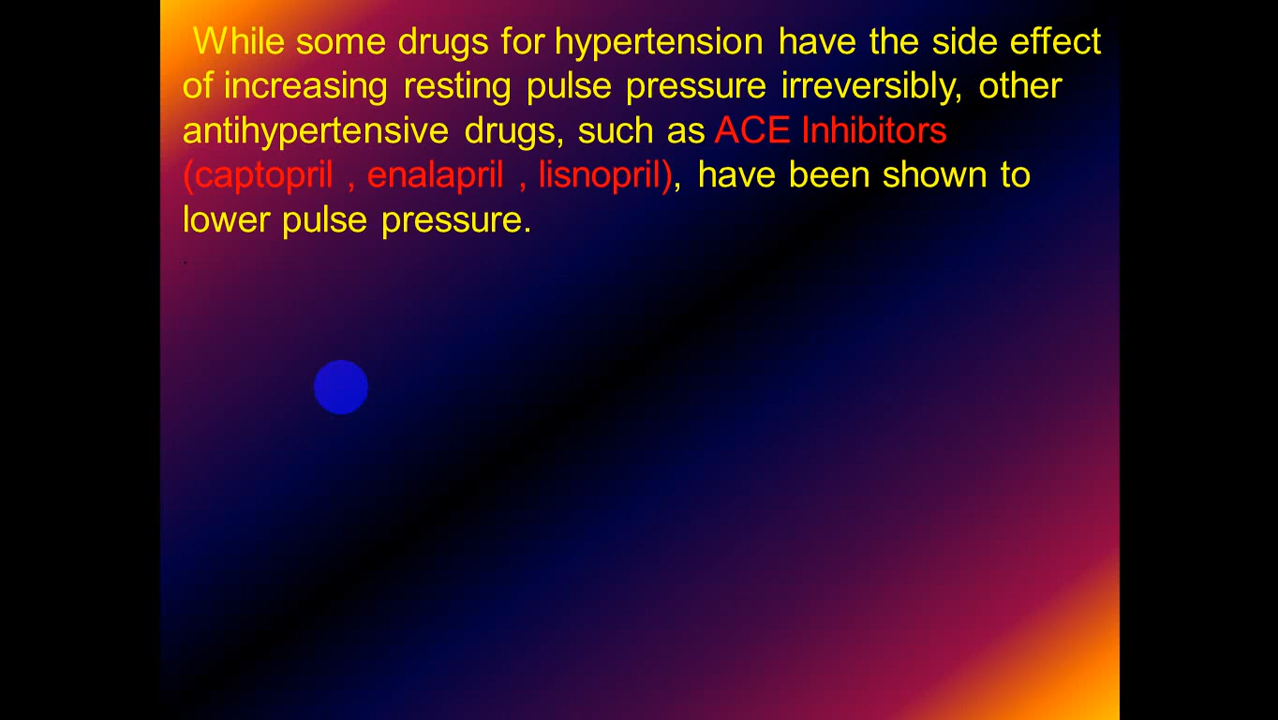 While some drugs for hypertension have the side effect
of increasing resting pulse pressure irreversibly, other
antihypertensive drugs, such as ACE Inhibitors
(captopril , enalapril , lisnopril), have been shown to
lower pulse pressure.
.